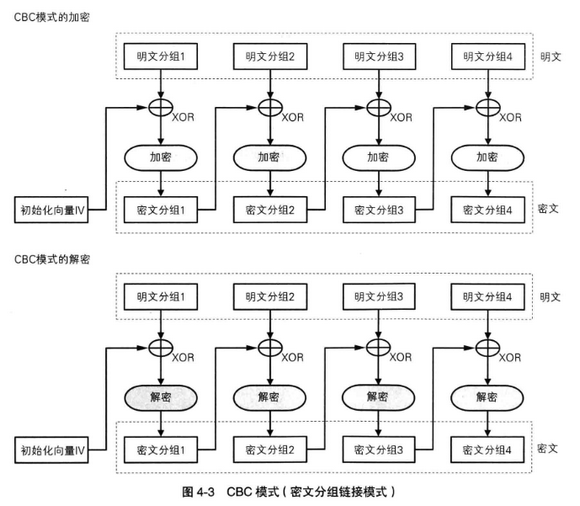 CBC模式的加密
明文分组1 明文分组2 明文分组3 明文分组4 明文
XOR XOR XOR XOR
加密 加密 加密 加密
初始化向量IV 密文分组1 密文分组2 密文分组3 密文分组4 密文
CBC模式的解密
明文分组1 明文分组2 明文分组3 明文分组4 明文
XOR XOR XOR XOR
解密 解密 解密 解密
初始化向量IV 密文分组1 密文分组2 密文分组3 密文分组4 密文
图 4-3 CBC 模式（密文分组链接模式）